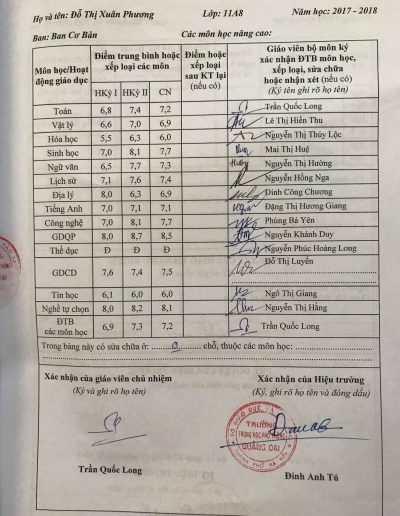 Họ và tên: Đỗ Thị Xuân Phương Lớp: 11A8 Năm học: 2017 - 2018
Ban: Ban Cơ Bản Các môn học nâng cao:
Môn học/Hoạt động giáo dục | Điểm trung bình hoặc xếp loại các môn | Điểm hoặc xếp loại sau KT lại (nếu có) | Giáo viên bộ môn ký xác nhận ĐTB môn học, xếp loại, sửa chữa hoặc nhận xét (nếu có) (Ký tên ghi rõ họ tên)
HKỳ I HKỳ II CN
Toán 6,8 7,4 7,2 Trần Quốc Long
Vật lý 6,6 7,0 6,9 Lê Thị Hiền Thu
Hóa học 5,5 6,3 6,0 Nguyễn Thị Thúy Lộc
Sinh học 7,0 8,1 7,7 Mai Thị Huệ
Ngữ văn 6,5 7,7 7,3 Nguyễn Thị Hường
Lịch sử 7,1 7,6 7,4 Nguyễn Hồng Nga
Địa lý 8,0 6,3 6,9 Đinh Công Chương
Tiếng Anh 7,0 7,1 7,1 Đặng Thị Hương Giang
Công nghệ 7,0 8,1 7,7 Phùng Bá Yên
GDQP 8,0 8,7 8,5 Nguyễn Khánh Duy
Thể dục Đ Đ Đ Nguyễn Phúc Hoàng Long
GDCD 7,6 7,4 7,5 Đỗ Thị Luyến
Tin học 6,1 6,0 6,0 Ngô Thị Giang
Nghề tự chọn 8,0 8,2 8,1 Nguyễn Thị Hằng
ĐTB các môn học 6,9 7,3 7,2 Trần Quốc Long
Trong bảng này có sửa chữa ở: 0 chỗ, thuộc các môn học:
Xác nhận của giáo viên chủ nhiệm
(Ký và ghi rõ họ tên)
Xác nhận của Hiệu trưởng
(Ký, ghi rõ họ tên và đóng dấu)
TRƯỜNG
TRUNG HỌC PHỔ THÔNG
QUANG ĐẠI
Trần Quốc Long
Đinh Anh Tú